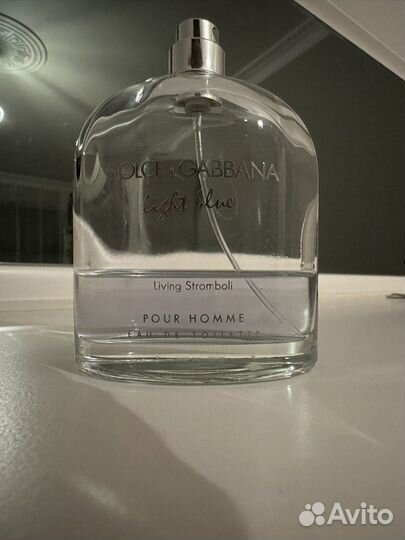 DOLCE & GABBANA
light blue
Living Stromboli
POUR HOMME
EAU DE TOILETTE
Avito